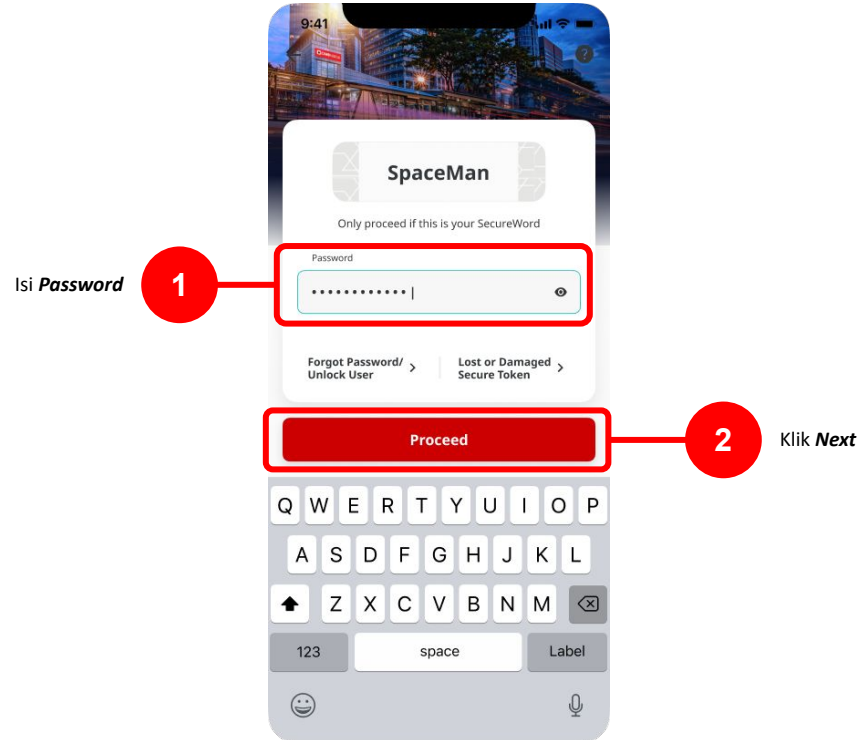 9:41
?
SpaceMan
Only proceed if this is your SecureWord
Password
Isi Password
1
Forgot Password/
Unlock User
Lost or Damaged
Secure Token
Proceed
2
Klik Next
Q W E R T Y U I O P
A S D F G H J K L
Z X C V B N M
123 space Label